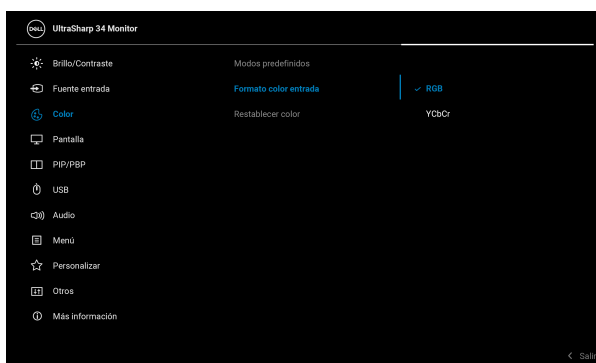 DELL UltraSharp 34 Monitor
Brillo/Contraste Modos predefinidos
Fuente entrada Formato color entrada RGB
Color Restablecer color YCbCr
Pantalla
PIP/PBP
USB
Audio
Menú
Personalizar
Otros
Más información
Salir